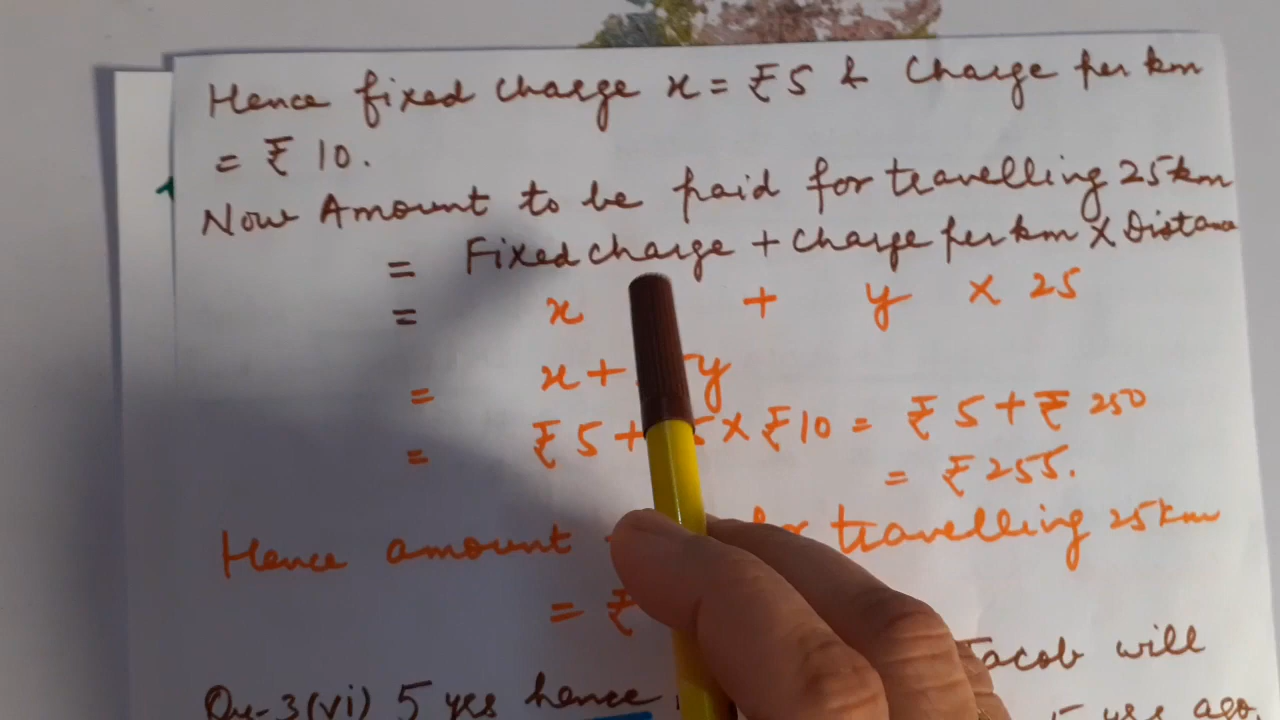 Hence fixed charge x = ₹5 & Charge per km
= ₹ 10.
Now Amount to be paid for travelling 25km
= Fixed charge + Charge per km × Distance
= x + y × 25
= x + y
= ₹ 5 + 5 × ₹10 = ₹ 5 + ₹ 250
= ₹ 255.
Hence amount for travelling 25km
= ₹
Jacob will
Qu-3(vi) 5 yrs hence 5 yrs ago,